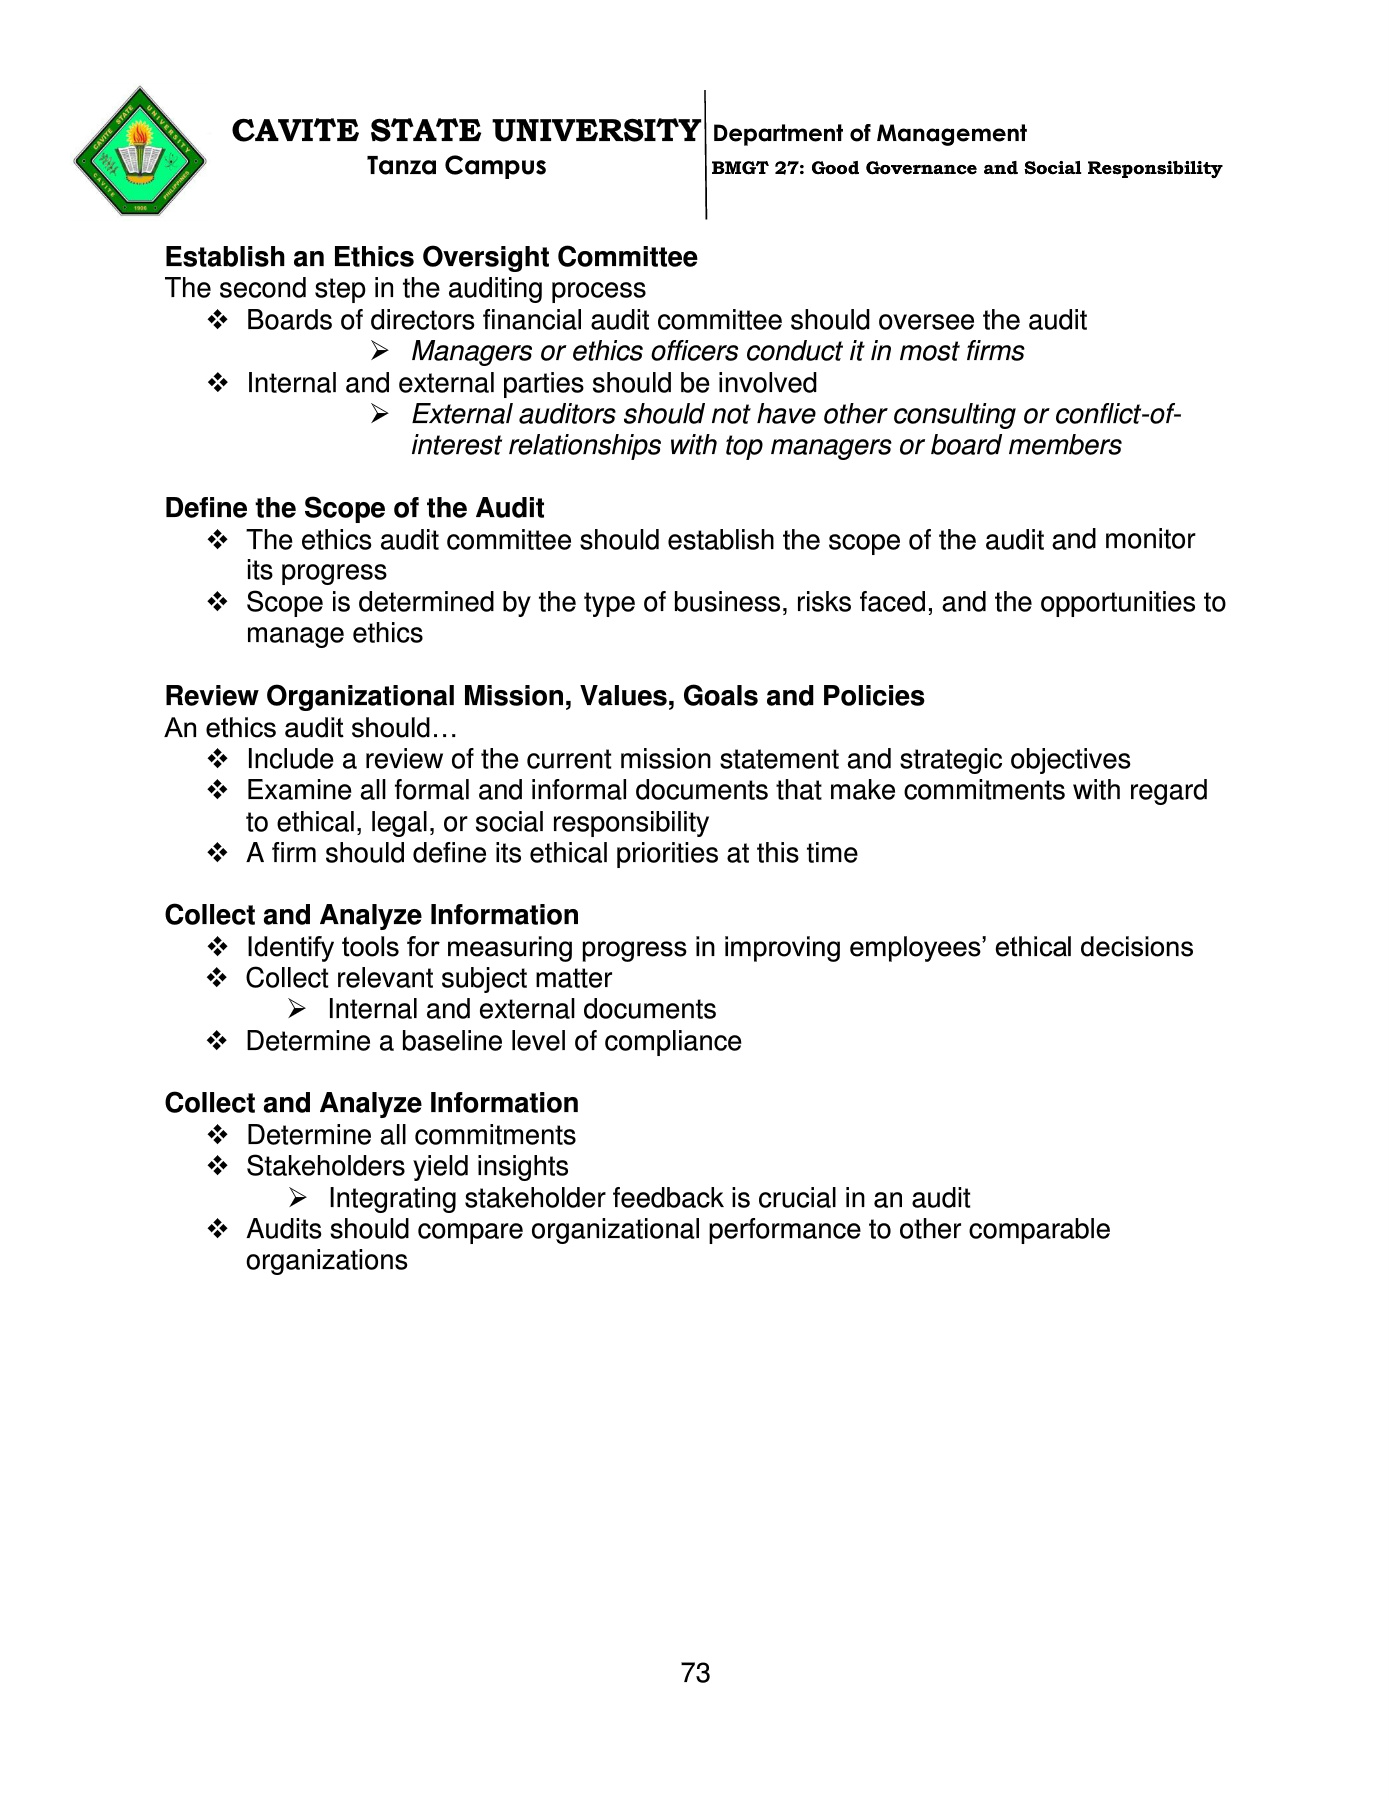 CAVITE STATE UNIVERSITY
Tanza Campus
Department of Management
BMGT 27: Good Governance and Social Responsibility
CAVITE STATE UNIVERSITY
CAVITE
PHILIPPINES
1906
Establish an Ethics Oversight Committee
The second step in the auditing process
❖ Boards of directors financial audit committee should oversee the audit
➢ Managers or ethics officers conduct it in most firms
❖ Internal and external parties should be involved
➢ External auditors should not have other consulting or conflict-of-
interest relationships with top managers or board members
Define the Scope of the Audit
❖ The ethics audit committee should establish the scope of the audit and monitor
its progress
❖ Scope is determined by the type of business, risks faced, and the opportunities to
manage ethics
Review Organizational Mission, Values, Goals and Policies
An ethics audit should…
❖ Include a review of the current mission statement and strategic objectives
❖ Examine all formal and informal documents that make commitments with regard
to ethical, legal, or social responsibility
❖ A firm should define its ethical priorities at this time
Collect and Analyze Information
❖ Identify tools for measuring progress in improving employees’ ethical decisions
❖ Collect relevant subject matter
➢ Internal and external documents
❖ Determine a baseline level of compliance
Collect and Analyze Information
❖ Determine all commitments
❖ Stakeholders yield insights
➢ Integrating stakeholder feedback is crucial in an audit
❖ Audits should compare organizational performance to other comparable
organizations
73